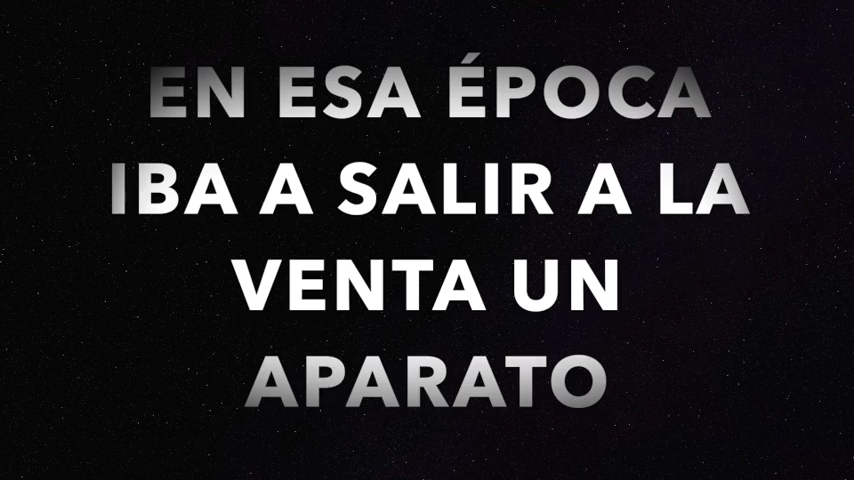 EN ESA ÉPOCA
IBA A SALIR A LA
VENTA UN
APARATO